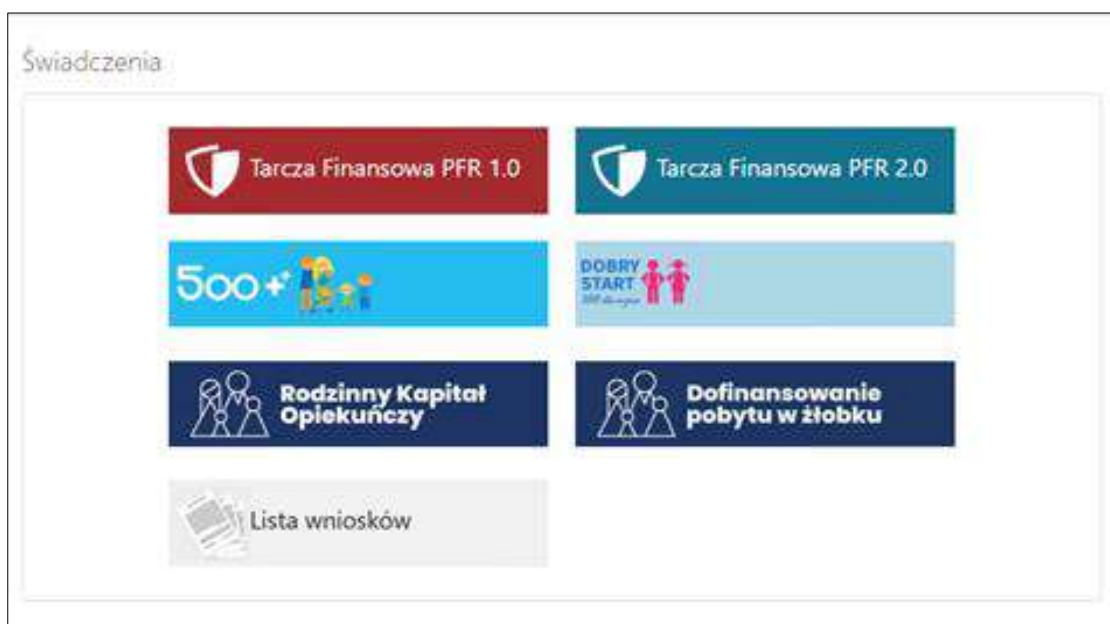 Świadczenia
Tarcza Finansowa PFR 1.0
Tarcza Finansowa PFR 2.0
500+
DOBRY
START
Rodzinny Kapitał
Opiekuńczy
Dofinansowanie
pobytu w żłobku
Lista wniosków